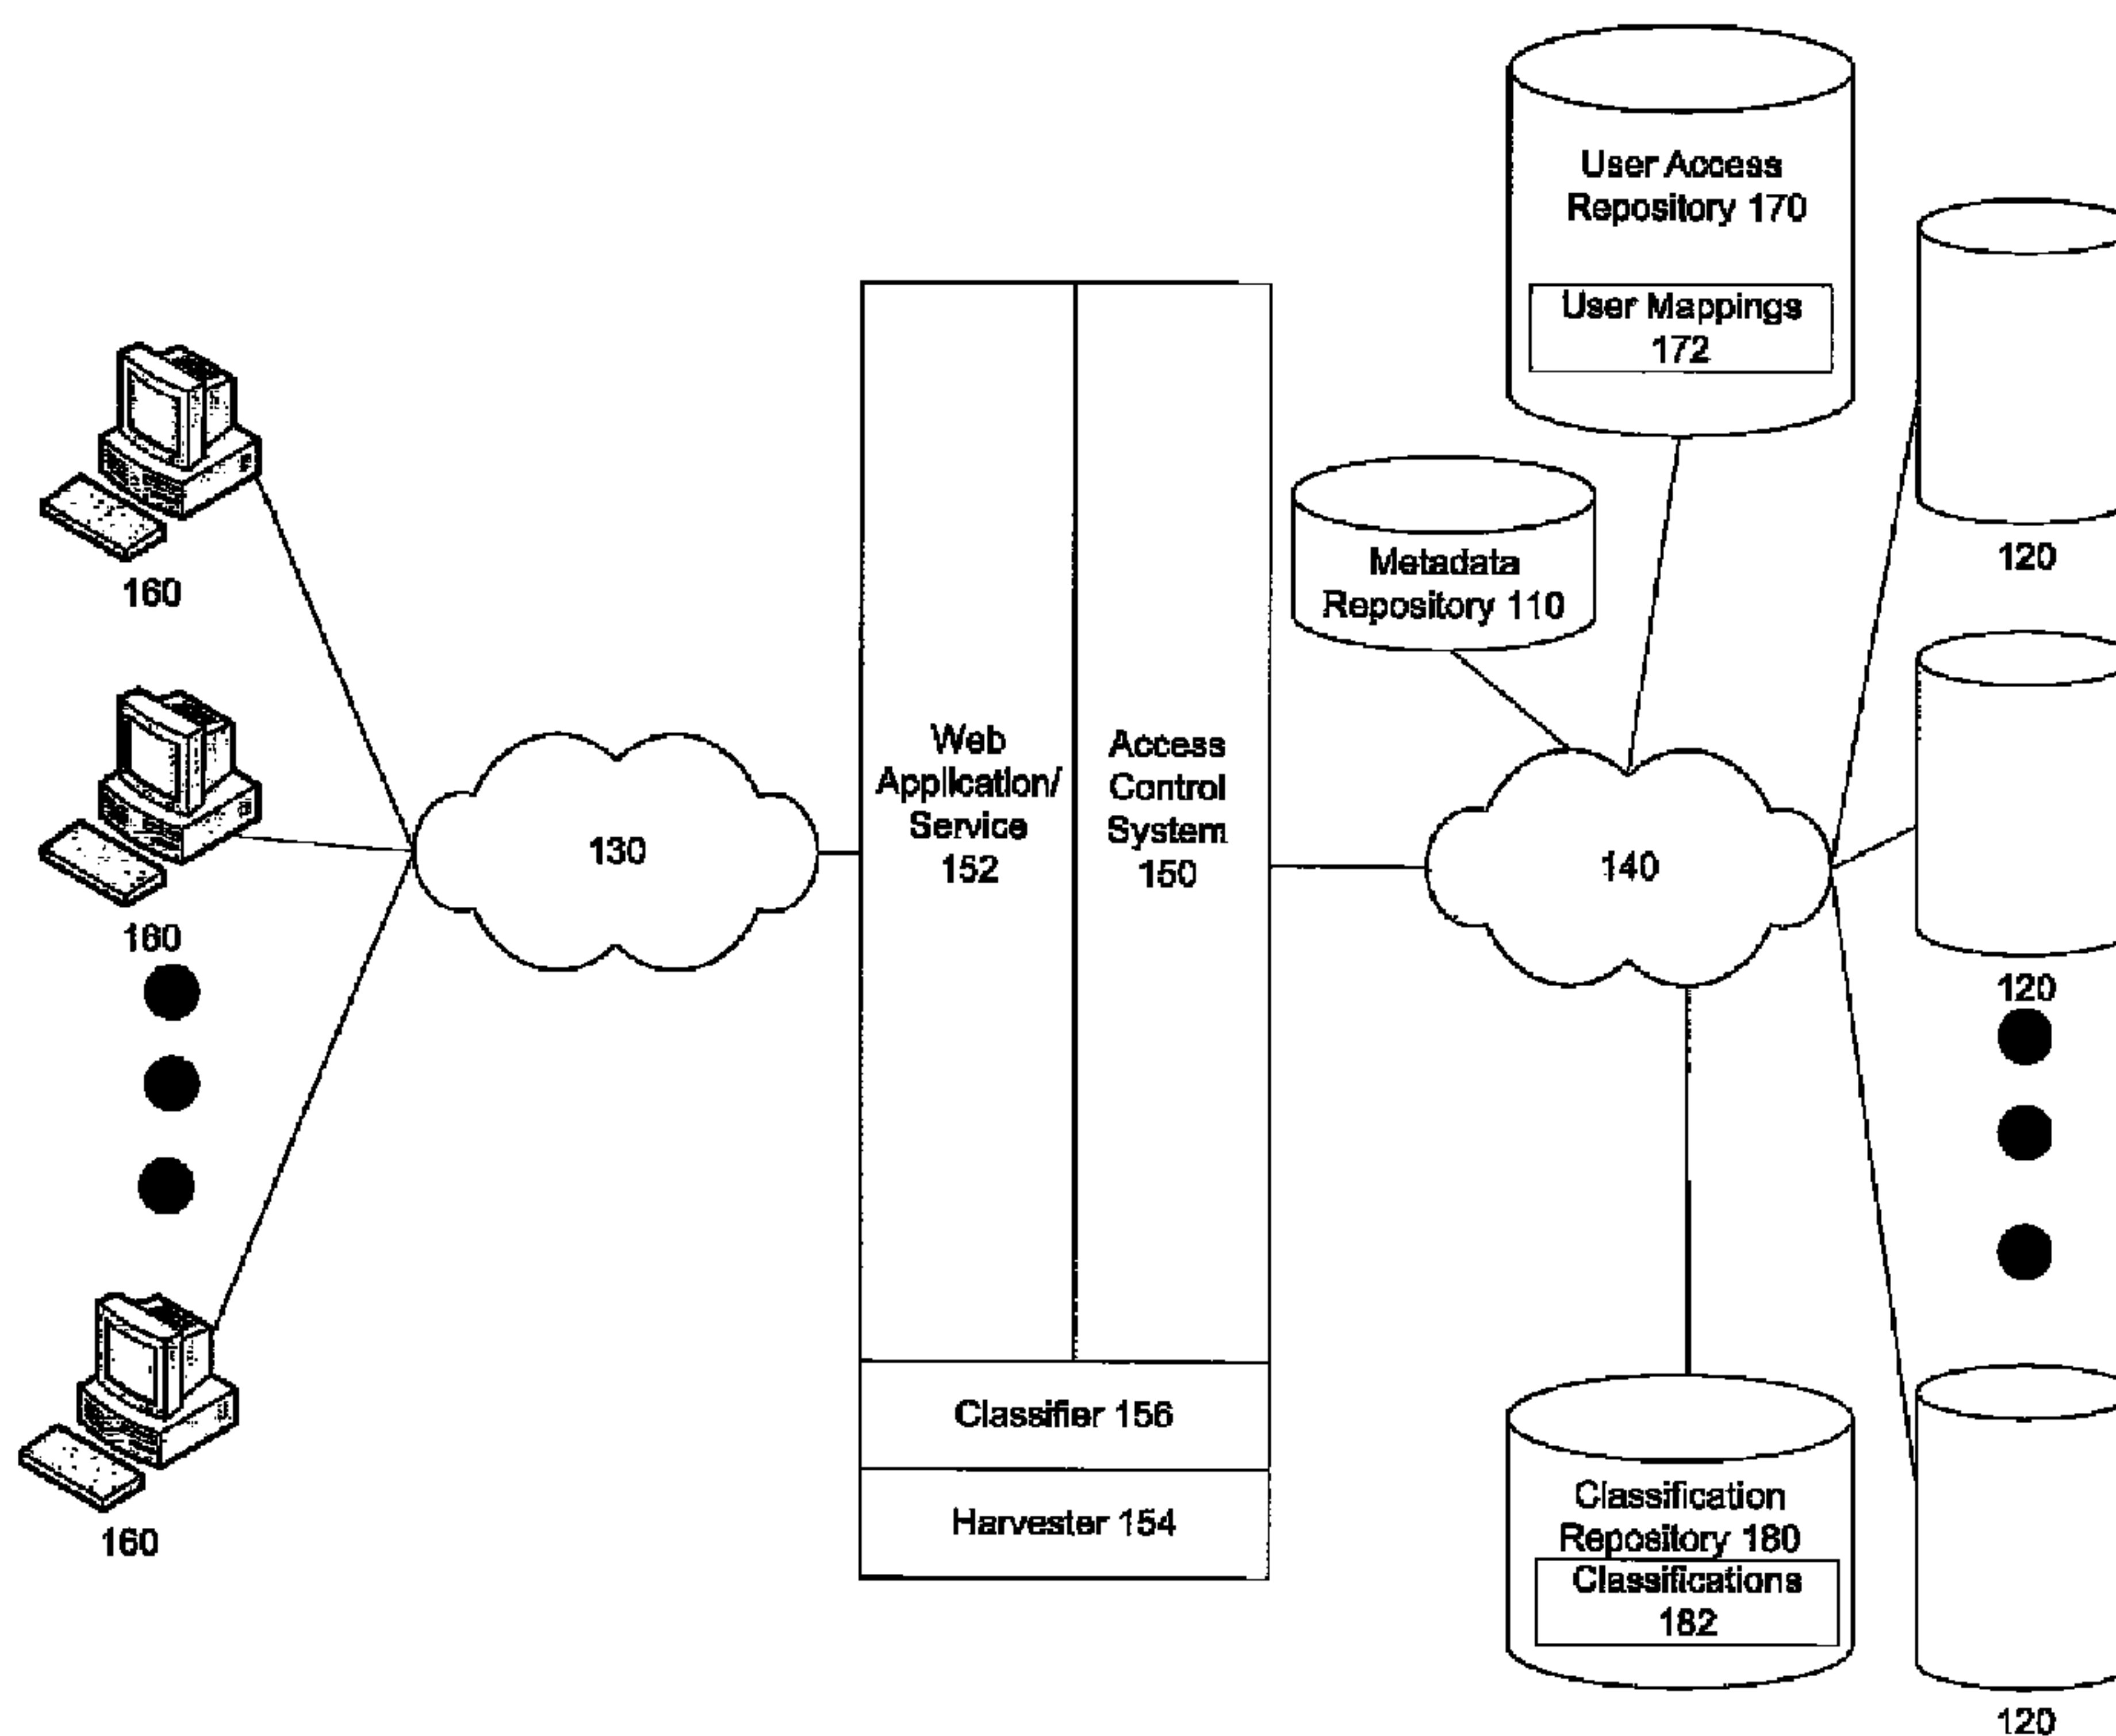 User Access
Repository 170
User Mappings
172
120
Metadata
Repository 110
160
Web
Application/
Service
152
Access
Control
System
150
130
140
160
120
Classifier 156
Harvester 154
Classification
Repository 180
Classifications
182
160
120